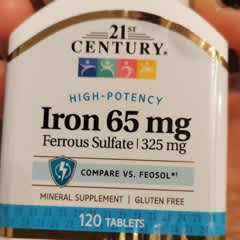 21ST
CENTURY®
HIGH-POTENCY
Iron 65 mg
Ferrous Sulfate | 325 mg
COMPARE VS. FEOSOL®*†
MINERAL SUPPLEMENT | GLUTEN FREE
120 TABLETS